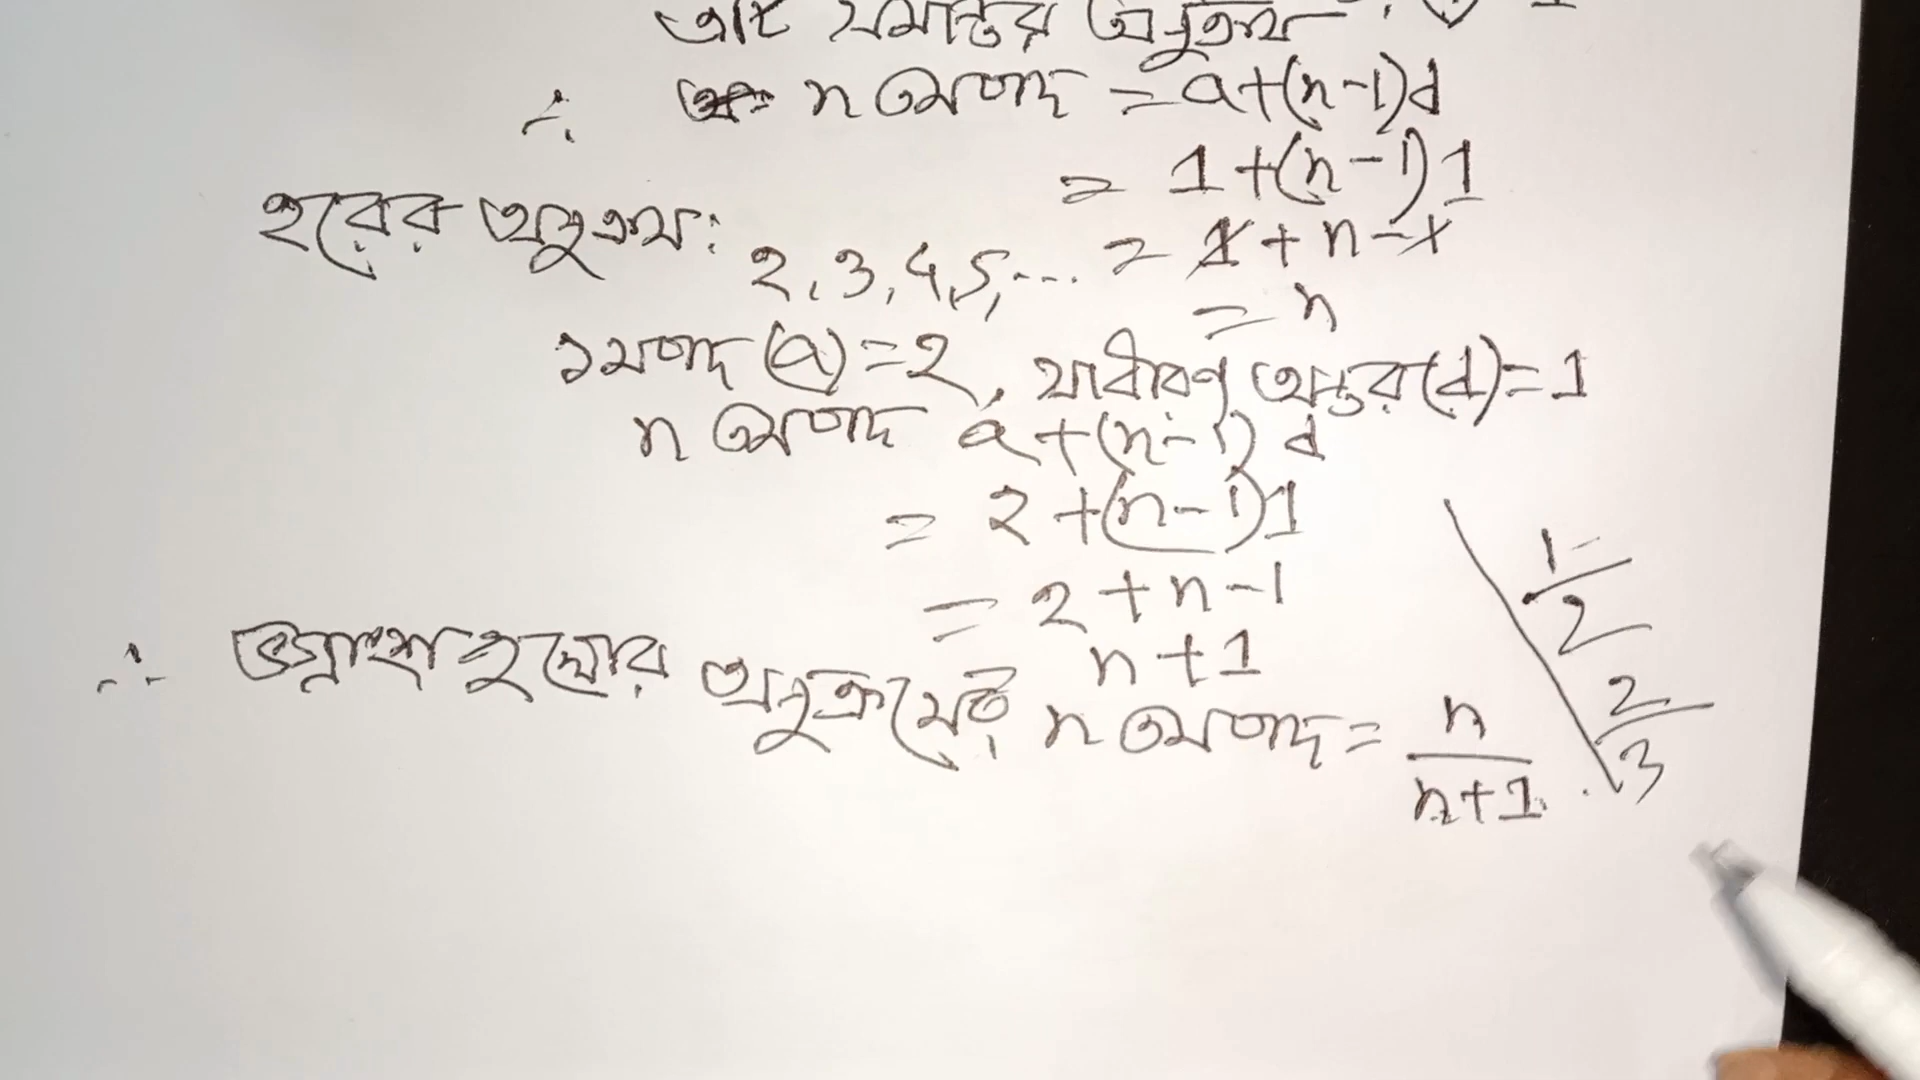 এটি সমান্তর অনুক্রম
∴ n তম পদ = a+(n-1)d
= 1+(n-1)1
হরের অনুক্রম: 2, 3, 4, 5, ... = 1+n-1
= n
১ম পদ (a) = 2, সাধারণ অন্তর (d) = 1
n তম পদ a+(n-1)d
= 2+(n-1)1
= 2+n-1
n+1
∴ ভগ্নাংশগুলোর অনুক্রমের n তম পদ = n/n+1
1/2
2/3